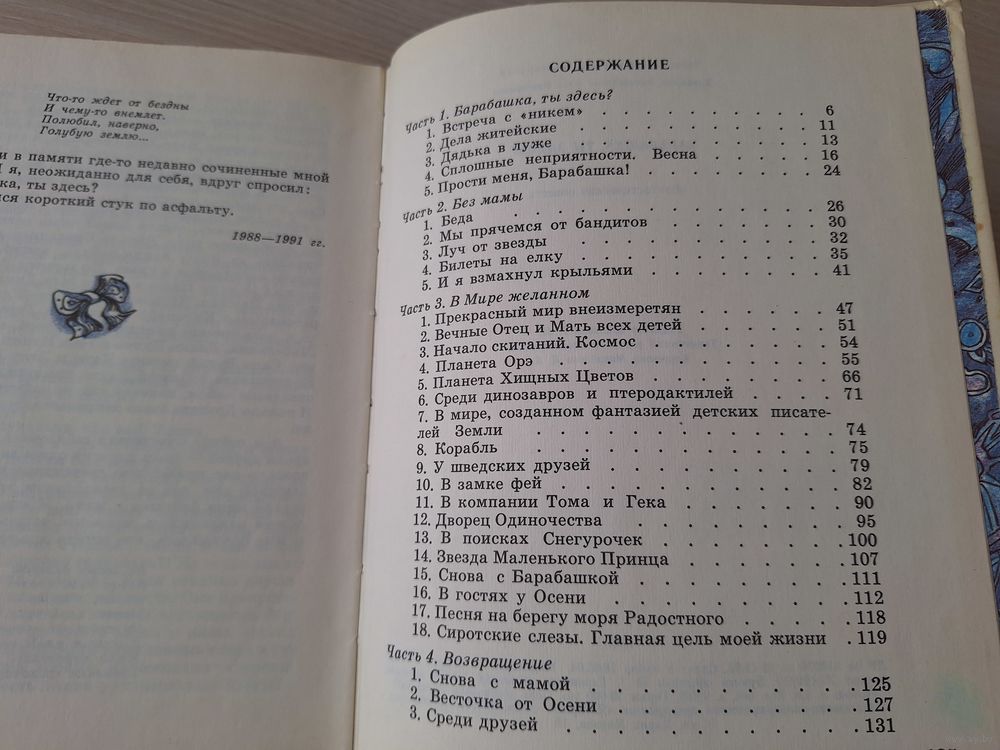 Что-то ждет от бездны
И чему-то внемлет.
Полюбил, наверно,
Голубую землю...
и в памяти где-то недавно сочиненные мной
И я, неожиданно для себя, вдруг спросил:
ка, ты здесь?
лся короткий стук по асфальту.
1988—1991 гг.
СОДЕРЖАНИЕ
Часть 1. Барабашка, ты здесь?
1. Встреча с «никем» . . . . . . . . . 6
2. Дела житейские . . . . . . . . . 11
3. Дядька в луже . . . . . . . . . 13
4. Сплошные неприятности. Весна . . . . 16
5. Прости меня, Барабашка! . . . . . . 24
Часть 2. Без мамы
1. Беда . . . . . . . . . . . . 26
2. Мы прячемся от бандитов . . . . . . 30
3. Луч от звезды . . . . . . . . . 32
4. Билеты на елку . . . . . . . . . 35
5. И я взмахнул крыльями . . . . . . . 41
Часть 3. В Мире желанном
1. Прекрасный мир внеизмеретян . . . . . 47
2. Вечные Отец и Мать всех детей . . . . . 51
3. Начало скитаний. Космос . . . . . . 54
4. Планета Орэ . . . . . . . . . . 55
5. Планета Хищных Цветов . . . . . . . 66
6. Среди динозавров и птеродактилей . . . . 71
7. В мире, созданном фантазией детских писате-
лей Земли . . . . . . . . . . . 74
8. Корабль . . . . . . . . . . . 75
9. У шведских друзей . . . . . . . . 79
10. В замке фей . . . . . . . . . . 82
11. В компании Тома и Гека . . . . . . 90
12. Дворец Одиночества . . . . . . . . 95
13. В поисках Снегурочек . . . . . . . 100
14. Звезда Маленького Принца . . . . . . 107
15. Снова с Барабашкой . . . . . . . . 111
16. В гостях у Осени . . . . . . . . . 112
17. Песня на берегу моря Радостного . . . . . 118
18. Сиротские слезы. Главная цель моей жизни . 119
Часть 4. Возвращение
1. Снова с мамой . . . . . . . . . . 125
2. Весточка от Осени . . . . . . . . . 127
3. Среди друзей . . . . . . . . . . 131